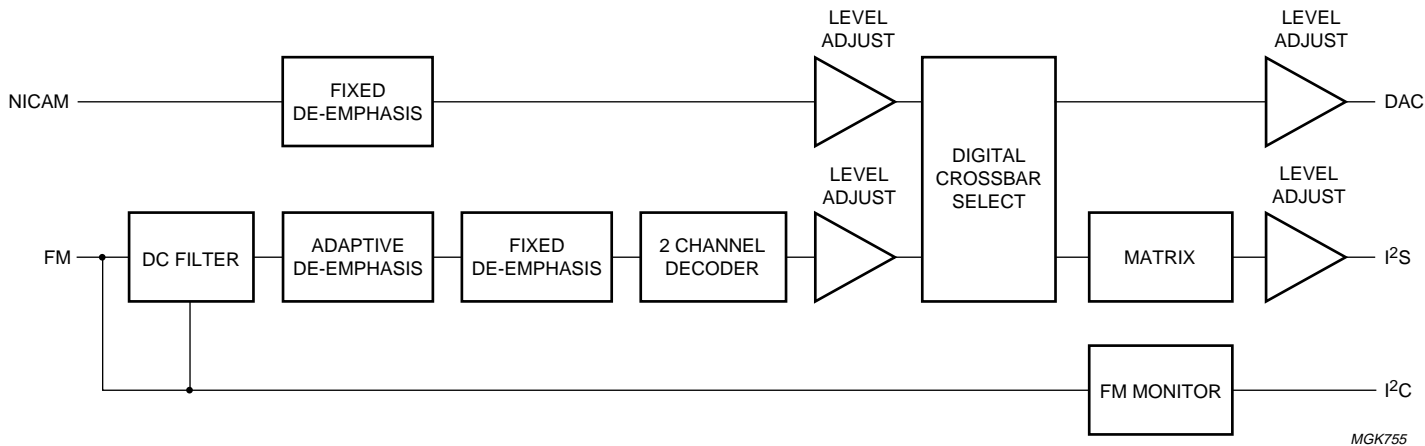 LEVEL
ADJUST
LEVEL
ADJUST
NICAM
FIXED
DE-EMPHASIS
DAC
DIGITAL
CROSSBAR
SELECT
LEVEL
ADJUST
LEVEL
ADJUST
FM
DC FILTER
ADAPTIVE
DE-EMPHASIS
FIXED
DE-EMPHASIS
2 CHANNEL
DECODER
MATRIX
I²S
FM MONITOR
I²C
MGK755